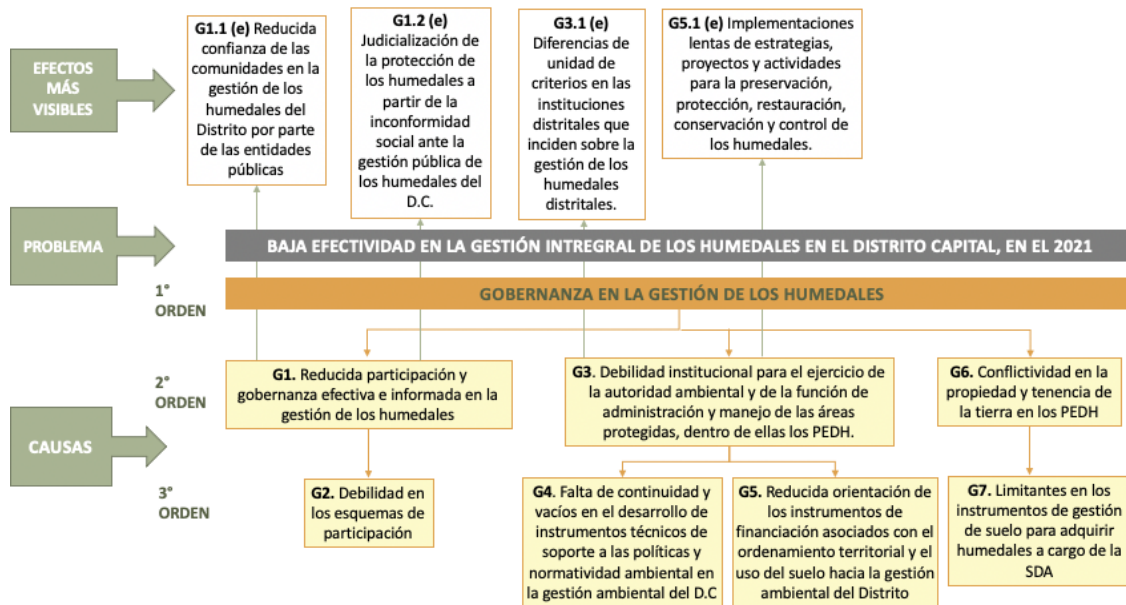 EFECTOS
MÁS
VISIBLES
G1.1 (e) Reducida
confianza de las
comunidades en la
gestión de los
humedales del
Distrito por parte
de las entidades
públicas
G1.2 (e)
Judicialización de
la protección de
los humedales a
partir de la
inconformidad
social ante la
gestión pública de
los humedales del
D.C.
G3.1 (e)
Diferencias de
unidad de
criterios en las
instituciones
distritales que
inciden sobre la
gestión de los
humedales
distritales.
G5.1 (e) Implementaciones
lentas de estrategias,
proyectos y actividades
para la preservación,
protección, restauración,
conservación y control de
los humedales.
PROBLEMA
BAJA EFECTIVIDAD EN LA GESTIÓN INTREGRAL DE LOS HUMEDALES EN EL DISTRITO CAPITAL, EN EL 2021
1°
ORDEN
GOBERNANZA EN LA GESTIÓN DE LOS HUMEDALES
CAUSAS
2°
ORDEN
G1. Reducida participación y
gobernanza efectiva e informada en la
gestión de los humedales
G3. Debilidad institucional para el ejercicio de
la autoridad ambiental y de la función de
administración y manejo de las áreas
protegidas, dentro de ellas los PEDH.
G6. Conflictividad en la
propiedad y tenencia de
la tierra en los PEDH
3°
ORDEN
G2. Debilidad en
los esquemas de
participación
G4. Falta de continuidad y
vacíos en el desarrollo de
instrumentos técnicos de
soporte a las políticas y
normatividad ambiental en
la gestión ambiental del D.C
G5. Reducida orientación de
los instrumentos de
financiación asociados con el
ordenamiento territorial y el
uso del suelo hacia la gestión
ambiental del Distrito
G7. Limitantes en los
instrumentos de gestión
de suelo para adquirir
humedales a cargo de la
SDA